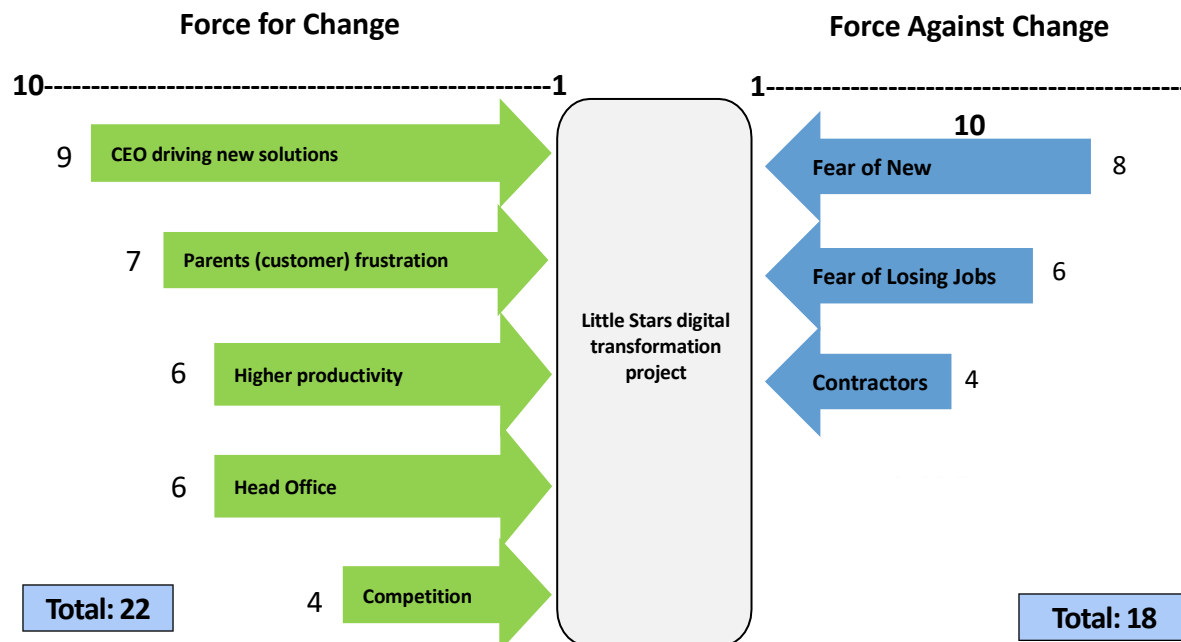 Force for Change
Force Against Change
10-----------------------------------------------1
1------------------------------------
10
9
CEO driving new solutions
Fear of New
8
7
Parents (customer) frustration
Fear of Losing Jobs
6
Little Stars digital
transformation
project
6
Higher productivity
Contractors
4
6
Head Office
4
Competition
Total: 22
Total: 18